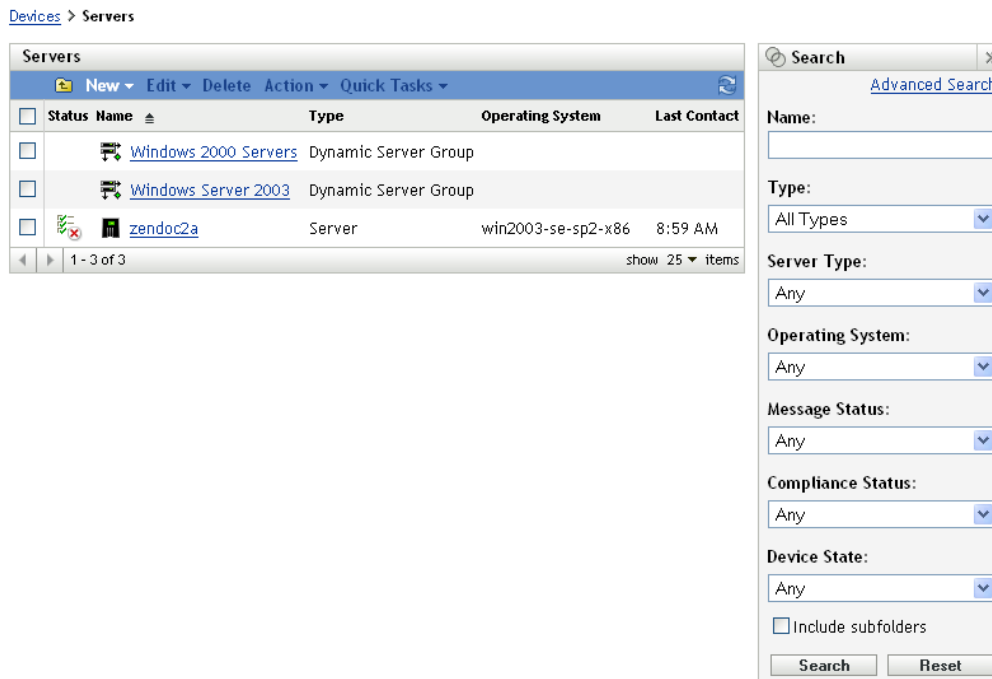 Devices > Servers
Servers
New Edit Delete Action Quick Tasks
Status Name Type Operating System Last Contact
Windows 2000 Servers Dynamic Server Group
Windows Server 2003 Dynamic Server Group
zendoc2a Server win2003-se-sp2-x86 8:59 AM
1 - 3 of 3 show 25 items
Search
Advanced Search
Name:
Type:
All Types
Server Type:
Any
Operating System:
Any
Message Status:
Any
Compliance Status:
Any
Device State:
Any
Include subfolders
Search Reset